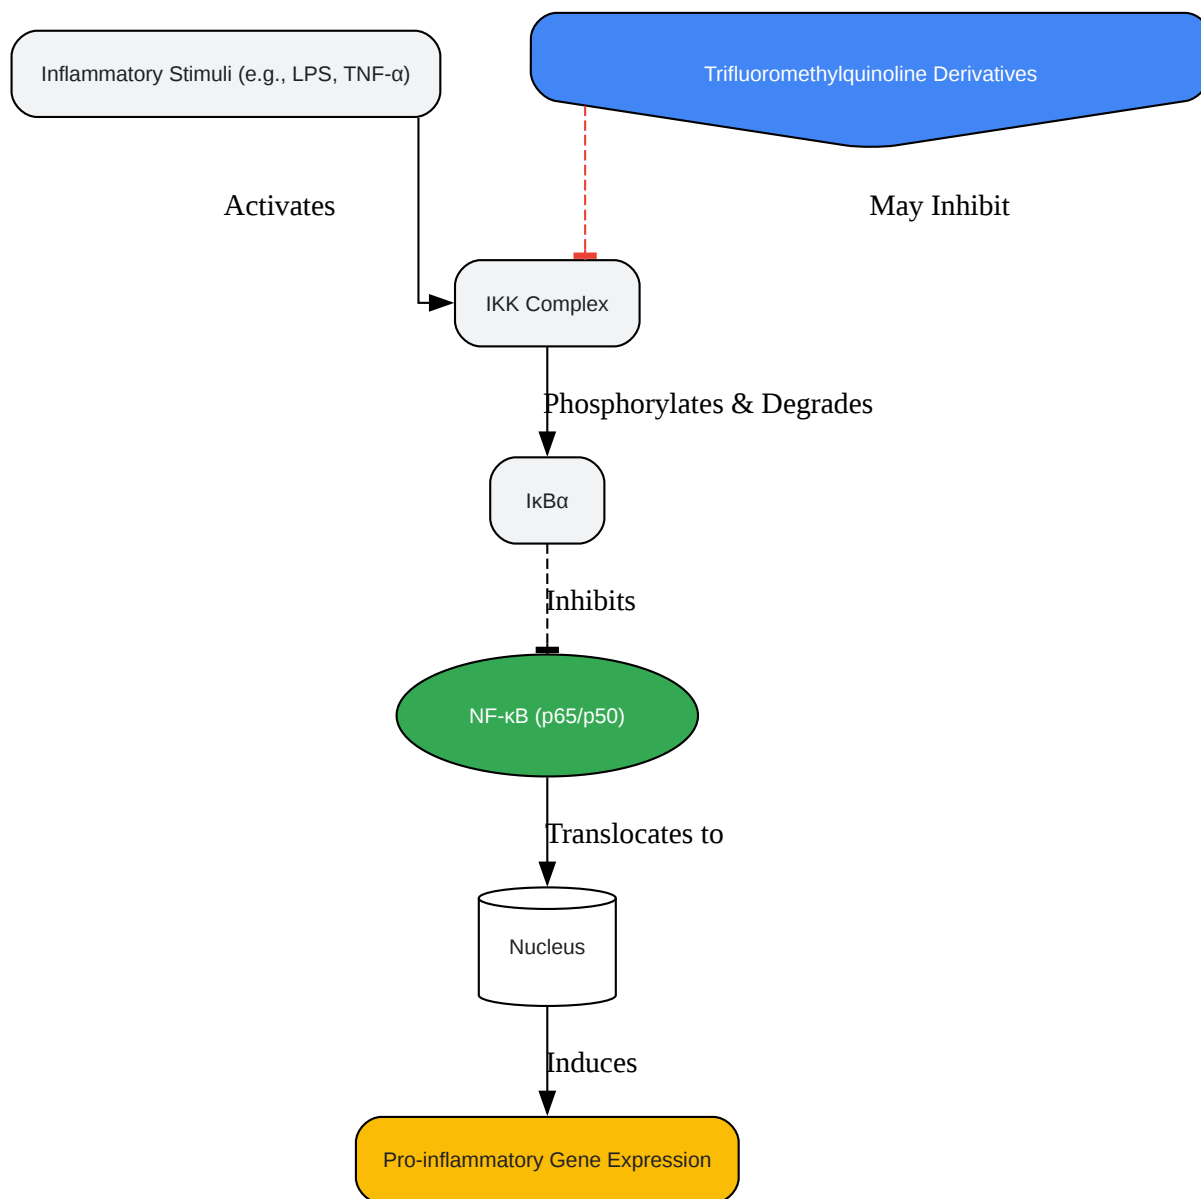 Inflammatory Stimuli (e.g., LPS, TNF-α)
Trifluoromethylquinoline Derivatives
Activates
May Inhibit
IKK Complex
Phosphorylates & Degrades
IκBα
Inhibits
NF-κB (p65/p50)
Translocates to
Nucleus
Induces
Pro-inflammatory Gene Expression